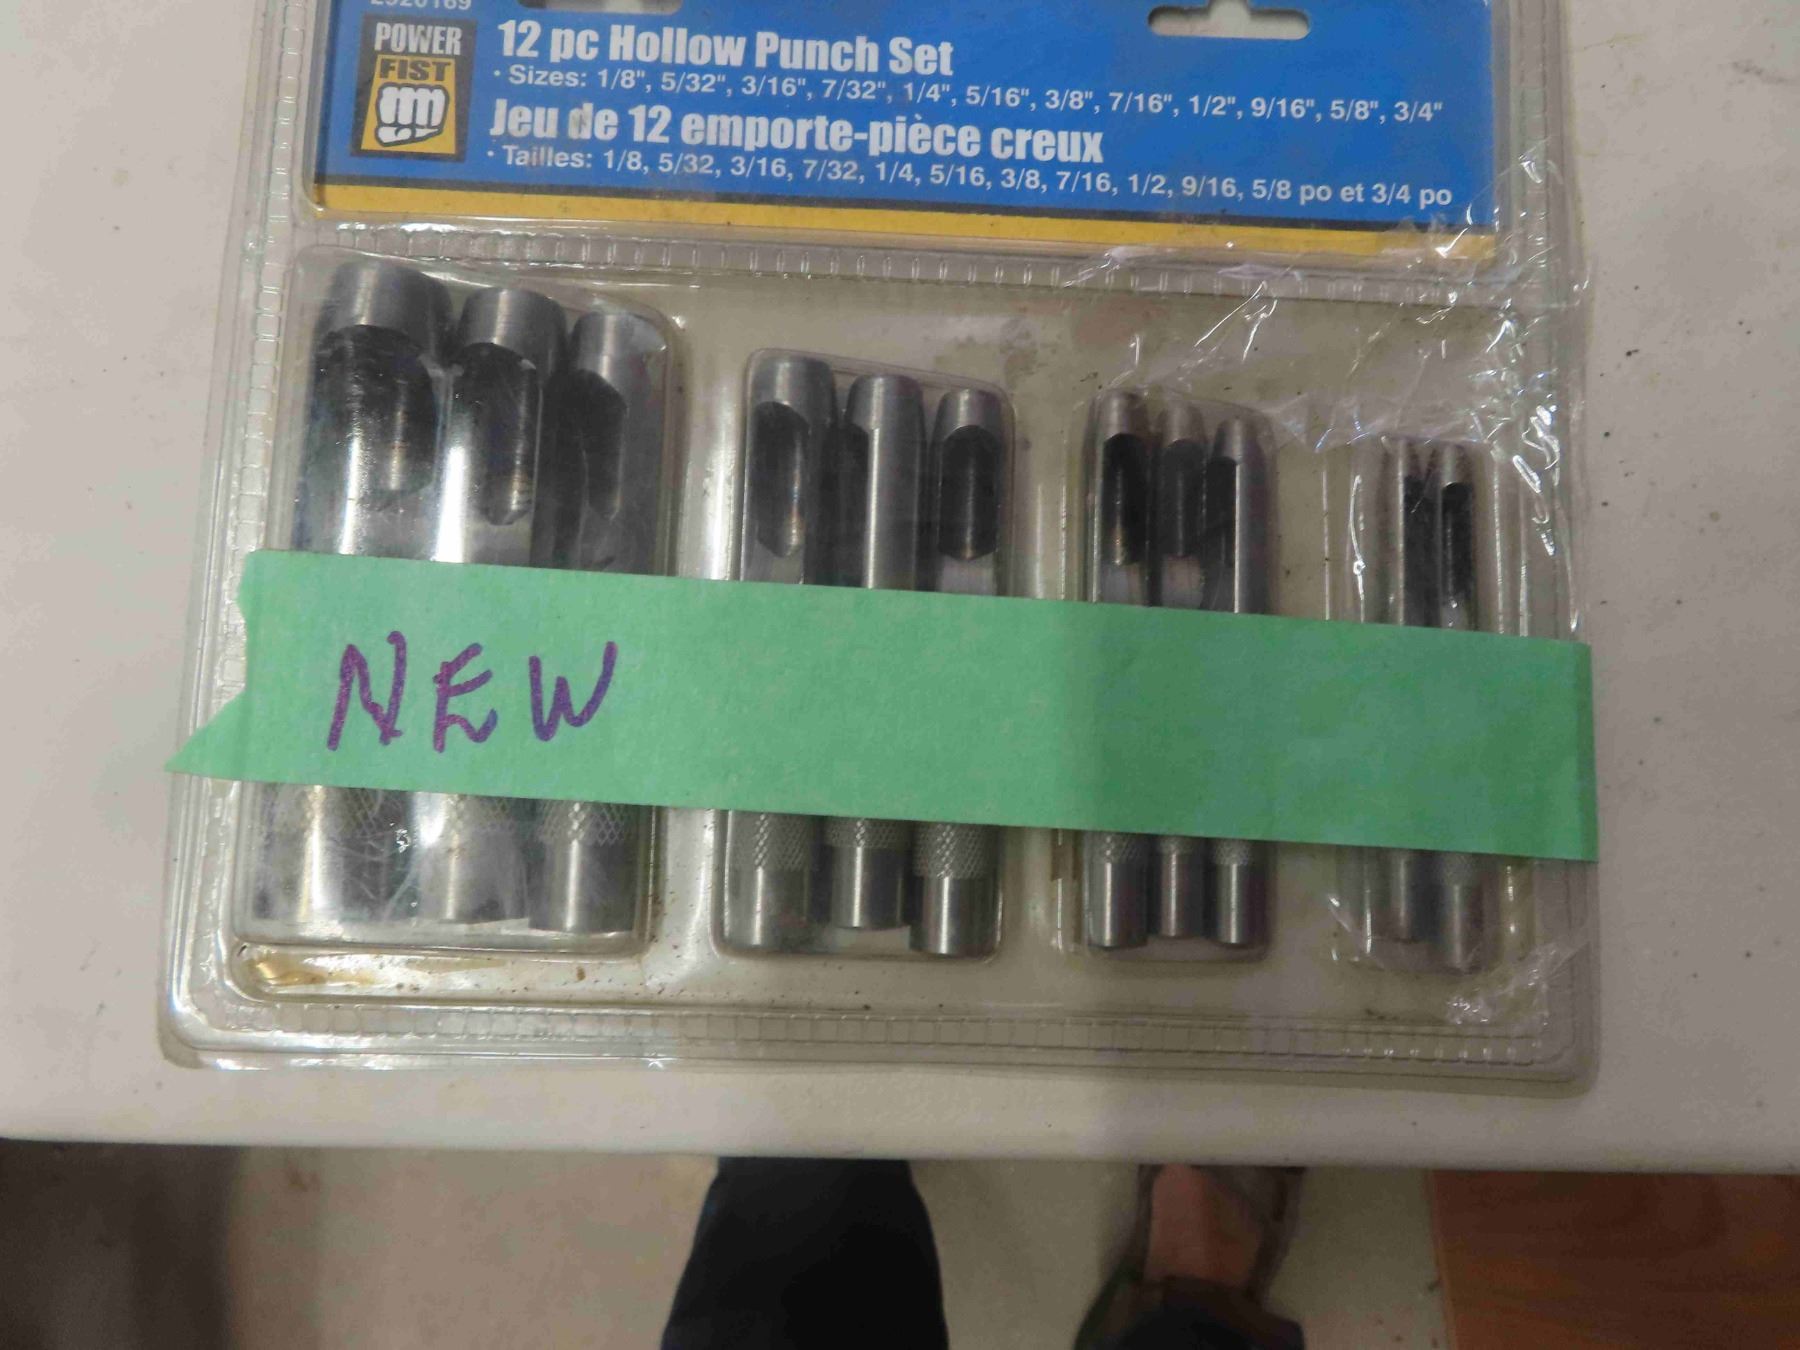 2920169
POWER
FIST
12 pc Hollow Punch Set
• Sizes: 1/8", 5/32", 3/16", 7/32", 1/4", 5/16", 3/8", 7/16", 1/2", 9/16", 5/8", 3/4"
Jeu de 12 emporte-pièce creux
• Tailles: 1/8, 5/32, 3/16, 7/32, 1/4, 5/16, 3/8, 7/16, 1/2, 9/16, 5/8 po et 3/4 po
NEW